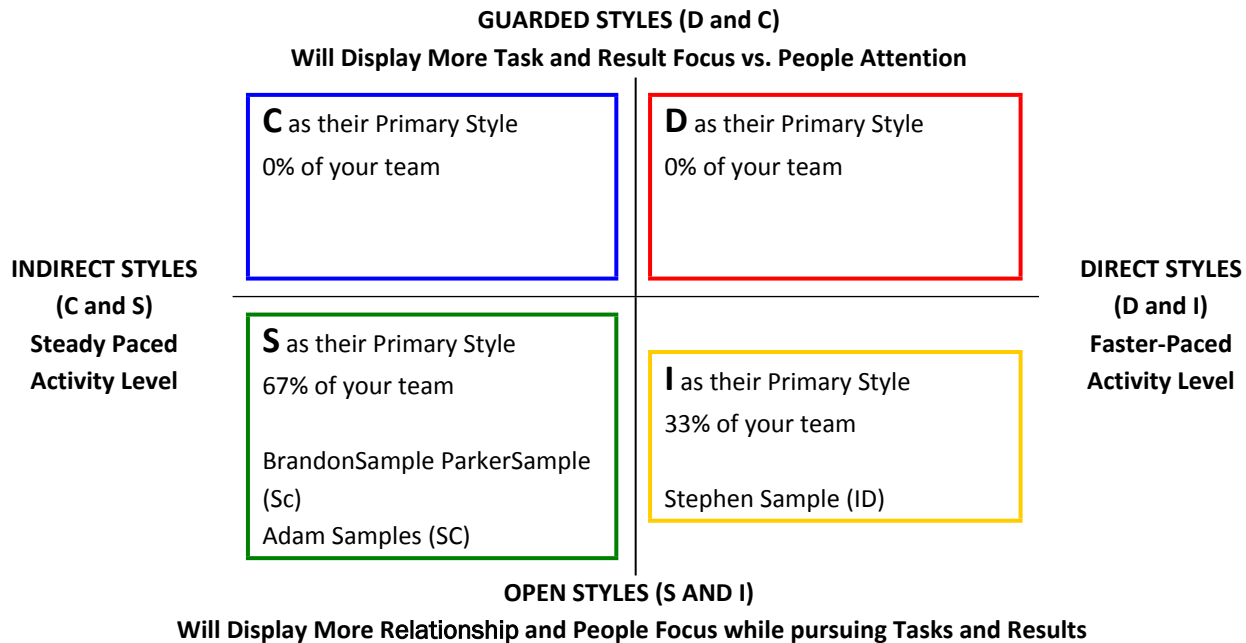 GUARDED STYLES (D and C)
Will Display More Task and Result Focus vs. People Attention
C as their Primary Style
0% of your team
D as their Primary Style
0% of your team
INDIRECT STYLES
(C and S)
Steady Paced
Activity Level
DIRECT STYLES
(D and I)
Faster-Paced
Activity Level
S as their Primary Style
67% of your team
BrandonSample ParkerSample
(Sc)
Adam Samples (SC)
I as their Primary Style
33% of your team
Stephen Sample (ID)
OPEN STYLES (S AND I)
Will Display More Relationship and People Focus while pursuing Tasks and Results